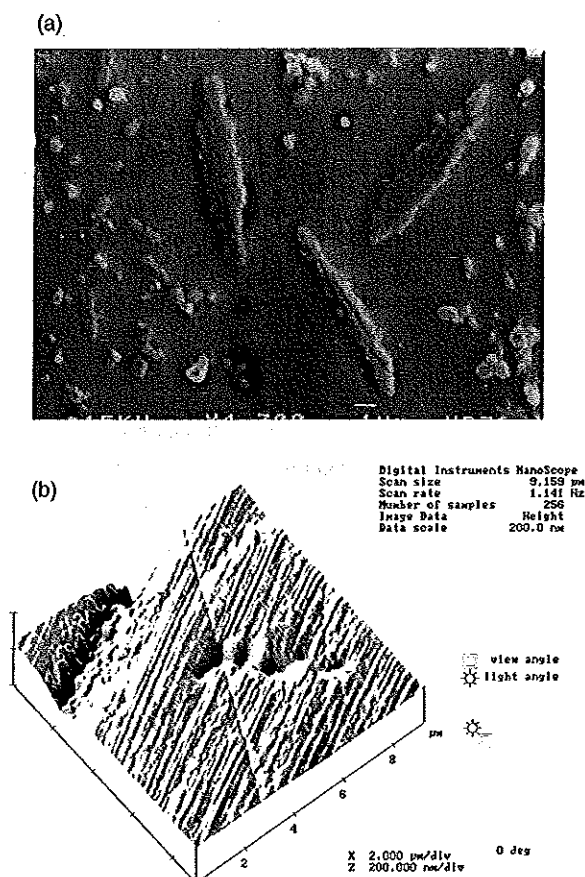 (a)
(b)
Digital Instruments NanoScope
Scan size 9.159 µm
Scan rate 1.141 Hz
Number of samples 256
Image Data Height
Data scale 200.0 nm
view angle
light angle
µm
8
6
4
2
X 2.000 µm/div
Z 200.000 nm/div
0 deg